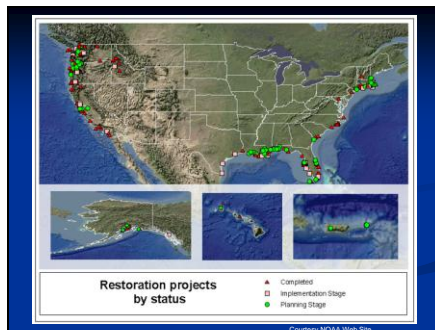 Restoration projects
by status
Completed
Implementation Stage
Planning Stage
Courtesy NOAA Web Site